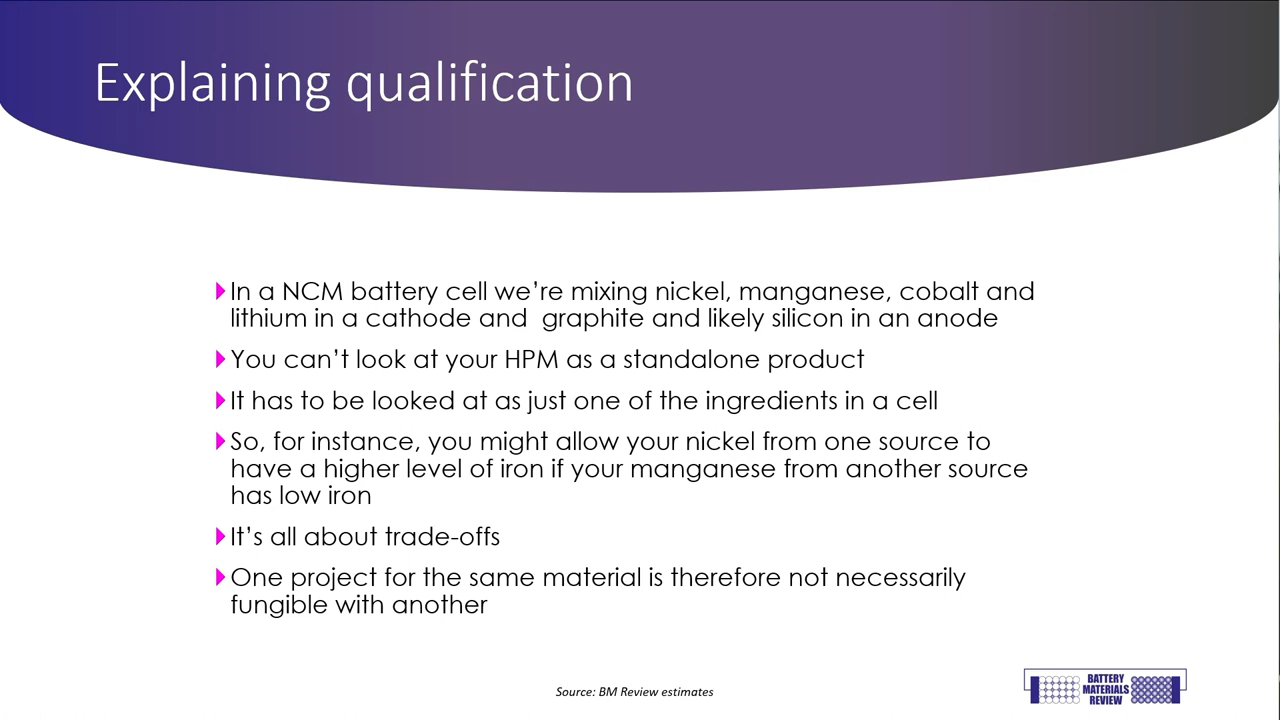 Explaining qualification
In a NCM battery cell we're mixing nickel, manganese, cobalt and
lithium in a cathode and  graphite and likely silicon in an anode
You can't look at your HPM as a standalone product
It has to be looked at as just one of the ingredients in a cell
So, for instance, you might allow your nickel from one source to
have a higher level of iron if your manganese from another source
has low iron
It's all about trade-offs
One project for the same material is therefore not necessarily
fungible with another
Source: BM Review estimates
BATTERY
MATERIALS
REVIEW